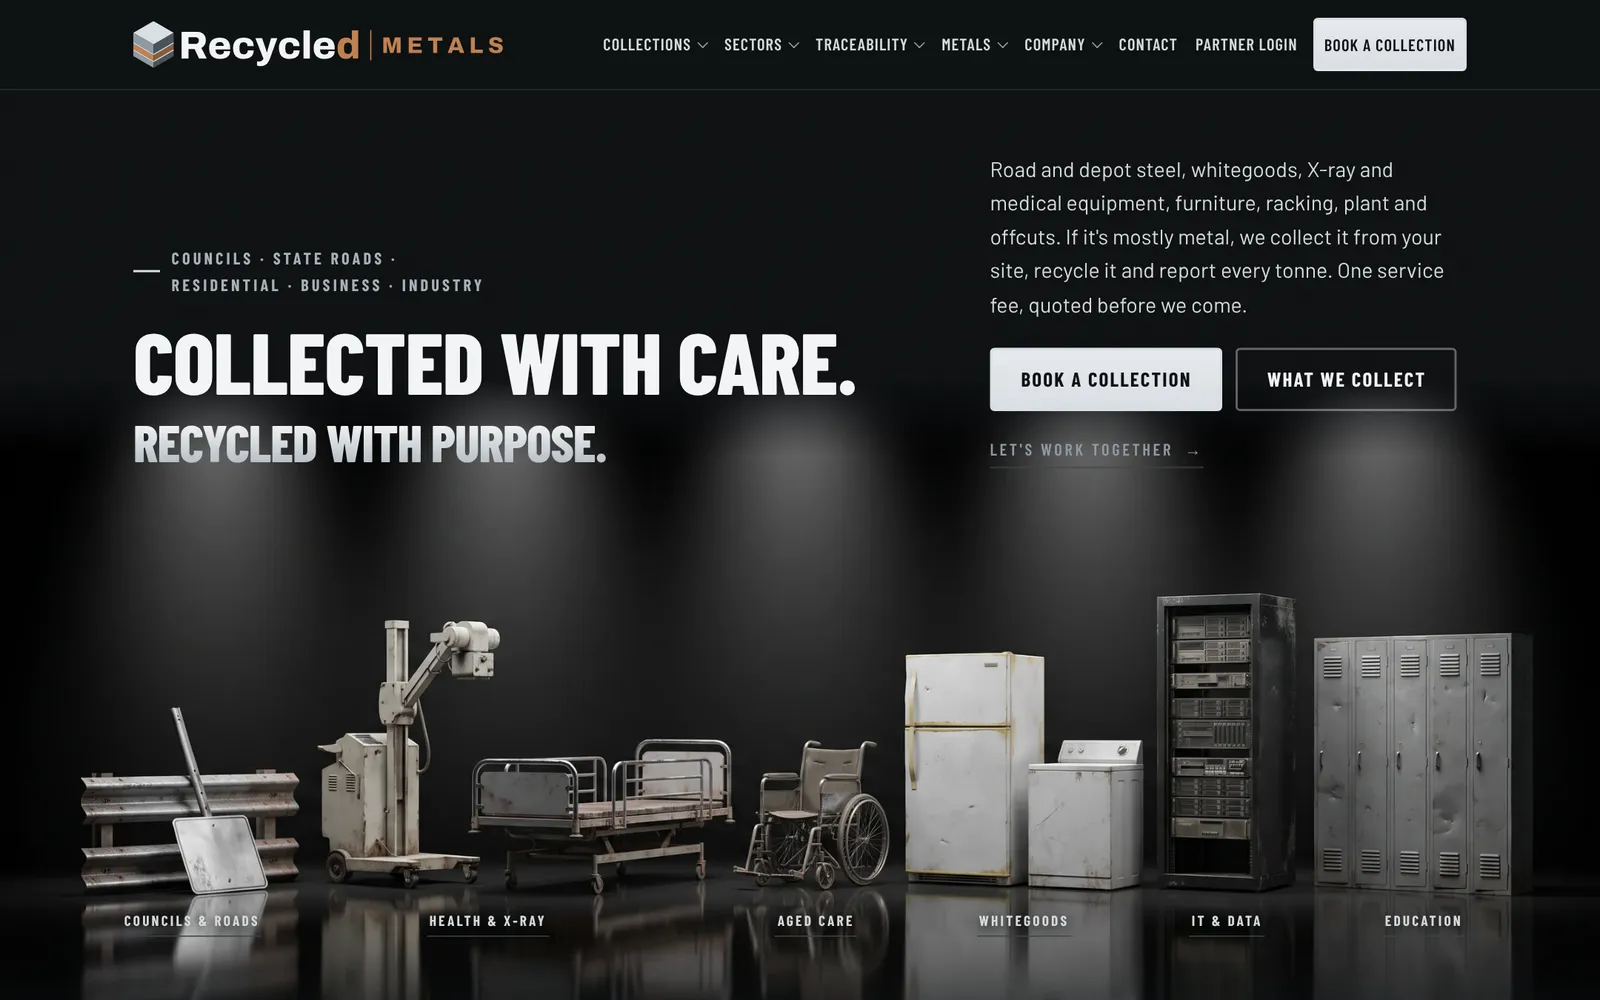 Recycled | METALS
COLLECTIONS
SECTORS
TRACEABILITY
METALS
COMPANY
CONTACT
PARTNER LOGIN
BOOK A COLLECTION
COUNCILS · STATE ROADS ·
RESIDENTIAL · BUSINESS · INDUSTRY
COLLECTED WITH CARE.
RECYCLED WITH PURPOSE.
Road and depot steel, whitegoods, X-ray and
medical equipment, furniture, racking, plant and
offcuts. If it's mostly metal, we collect it from your
site, recycle it and report every tonne. One service
fee, quoted before we come.
BOOK A COLLECTION
WHAT WE COLLECT
LET'S WORK TOGETHER →
COUNCILS & ROADS
HEALTH & X-RAY
AGED CARE
WHITEGOODS
IT & DATA
EDUCATION